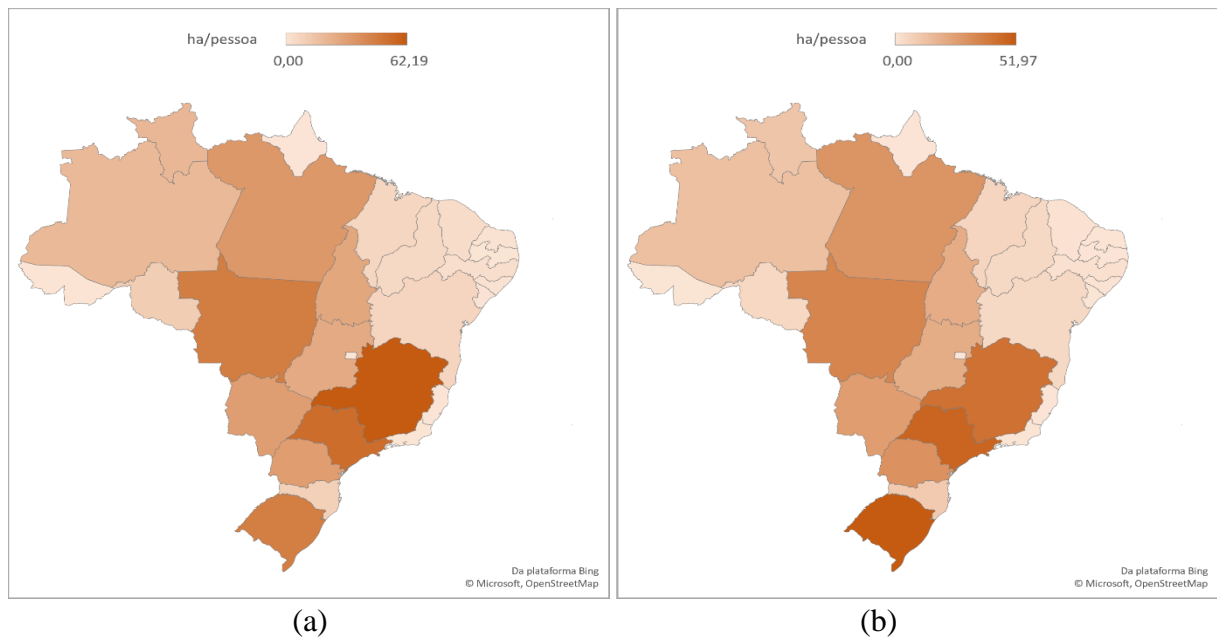 ha/pessoa
0,00 62,19
Da plataforma Bing
© Microsoft, OpenStreetMap
(a)
ha/pessoa
0,00 51,97
Da plataforma Bing
© Microsoft, OpenStreetMap
(b)